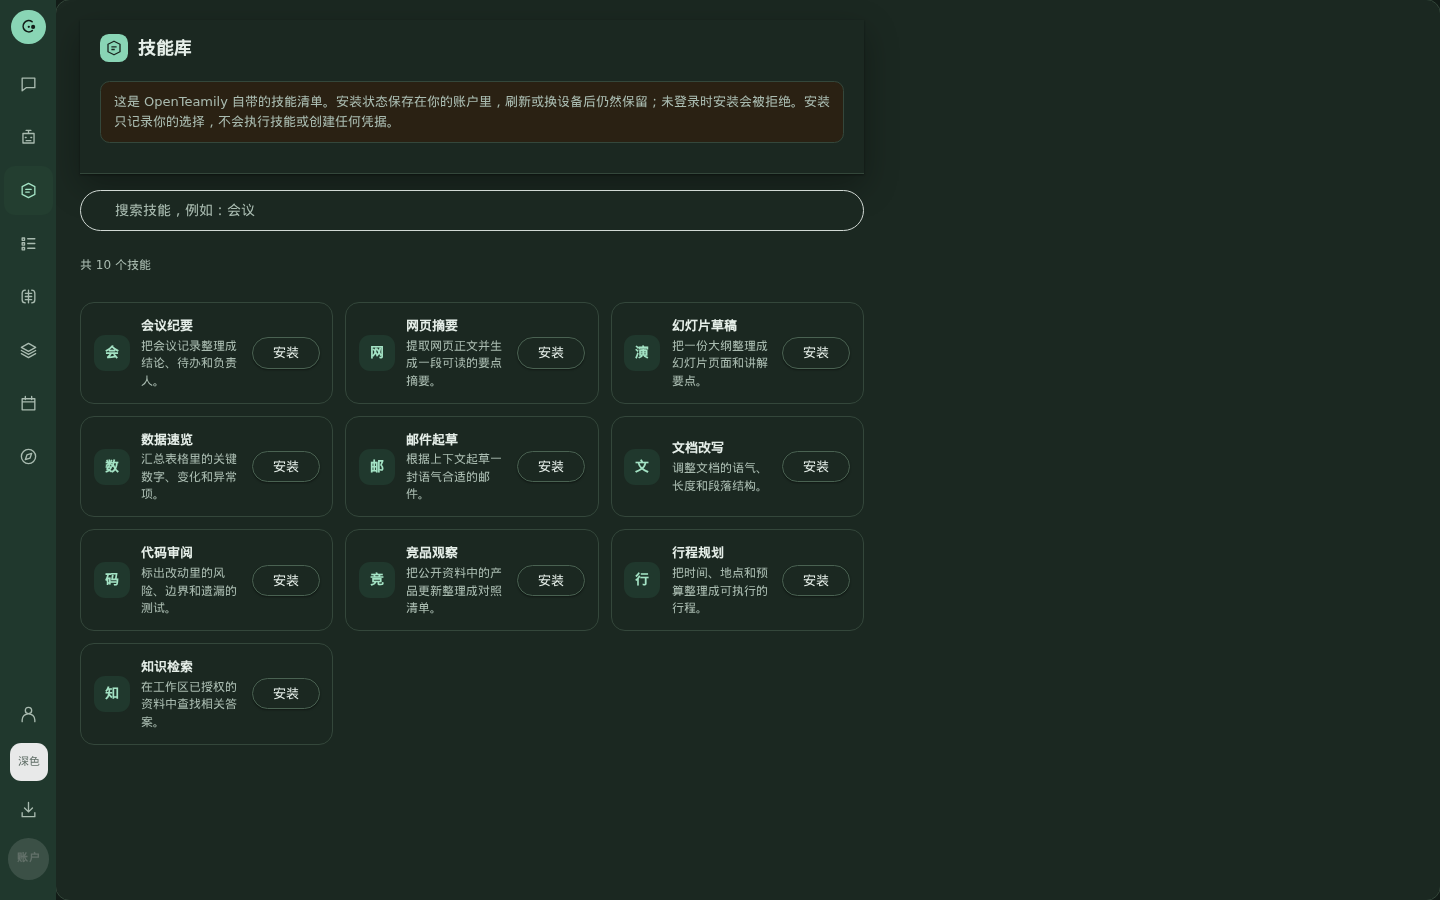 技能库
这是 OpenTeamily 自带的技能清单。安装状态保存在你的账户里，刷新或换设备后仍然保留；未登录时安装会被拒绝。安装
只记录你的选择，不会执行技能或创建任何凭据。
搜索技能，例如：会议
共 10 个技能
会
会议纪要
把会议记录整理成
结论、待办和负责
人。
安装
网
网页摘要
提取网页正文并生
成一段可读的要点
摘要。
安装
演
幻灯片草稿
把一份大纲整理成
幻灯片页面和讲解
要点。
安装
数
数据速览
汇总表格里的关键
数字、变化和异常
项。
安装
邮
邮件起草
根据上下文起草一
封语气合适的邮
件。
安装
文
文档改写
调整文档的语气、
长度和段落结构。
安装
码
代码审阅
标出改动里的风
险、边界和遗漏的
测试。
安装
竞
竞品观察
把公开资料中的产
品更新整理成对照
清单。
安装
行
行程规划
把时间、地点和预
算整理成可执行的
行程。
安装
知
知识检索
在工作区已授权的
资料中查找相关答
案。
安装
深色
账户